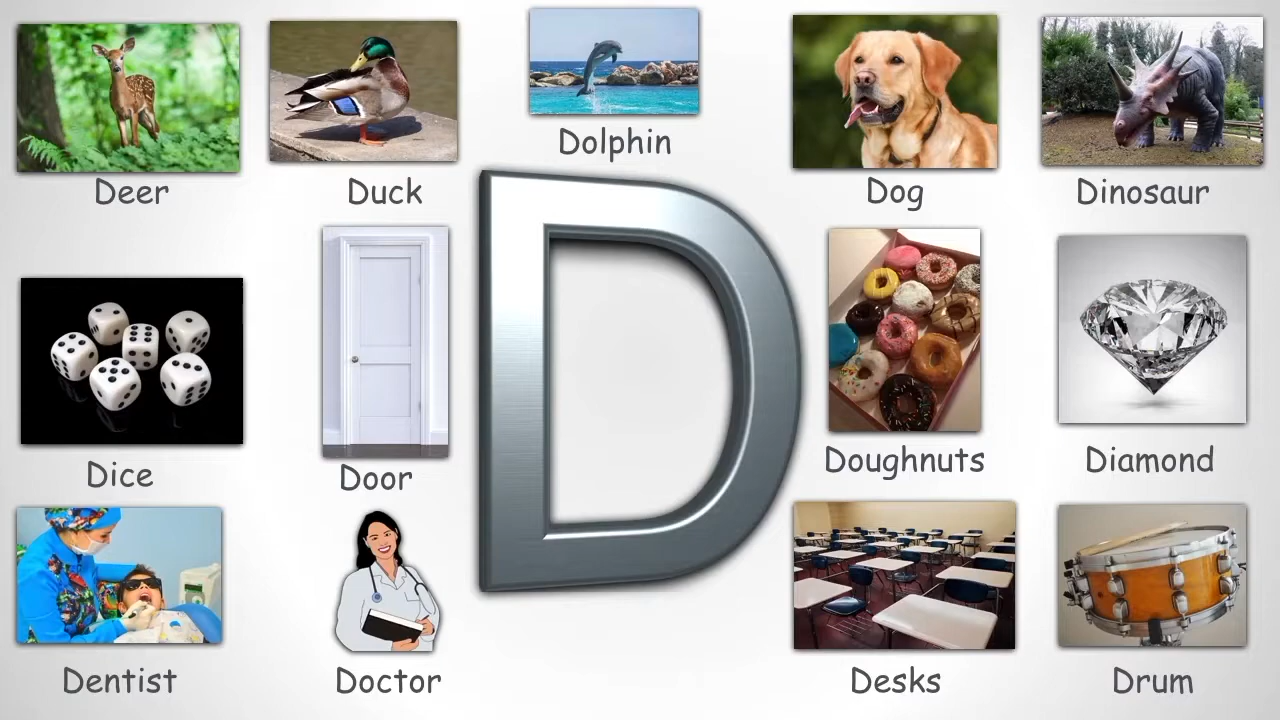 Dolphin
Deer
Duck
Dog
Dinosaur
D
Dice
Door
Doughnuts
Diamond
Dentist
Doctor
Desks
Drum